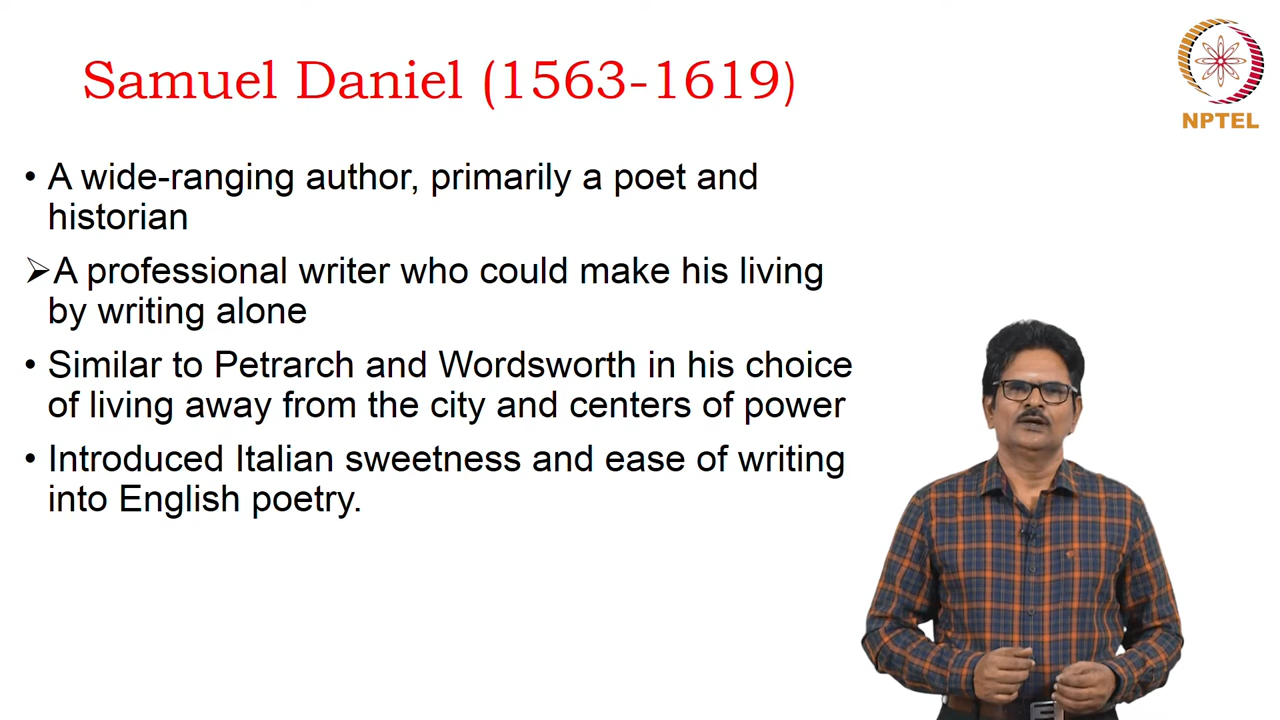 Samuel Daniel (1563-1619)
NPTEL
• A wide-ranging author, primarily a poet and
historian
➢A professional writer who could make his living
by writing alone
• Similar to Petrarch and Wordsworth in his choice
of living away from the city and centers of power
• Introduced Italian sweetness and ease of writing
into English poetry.